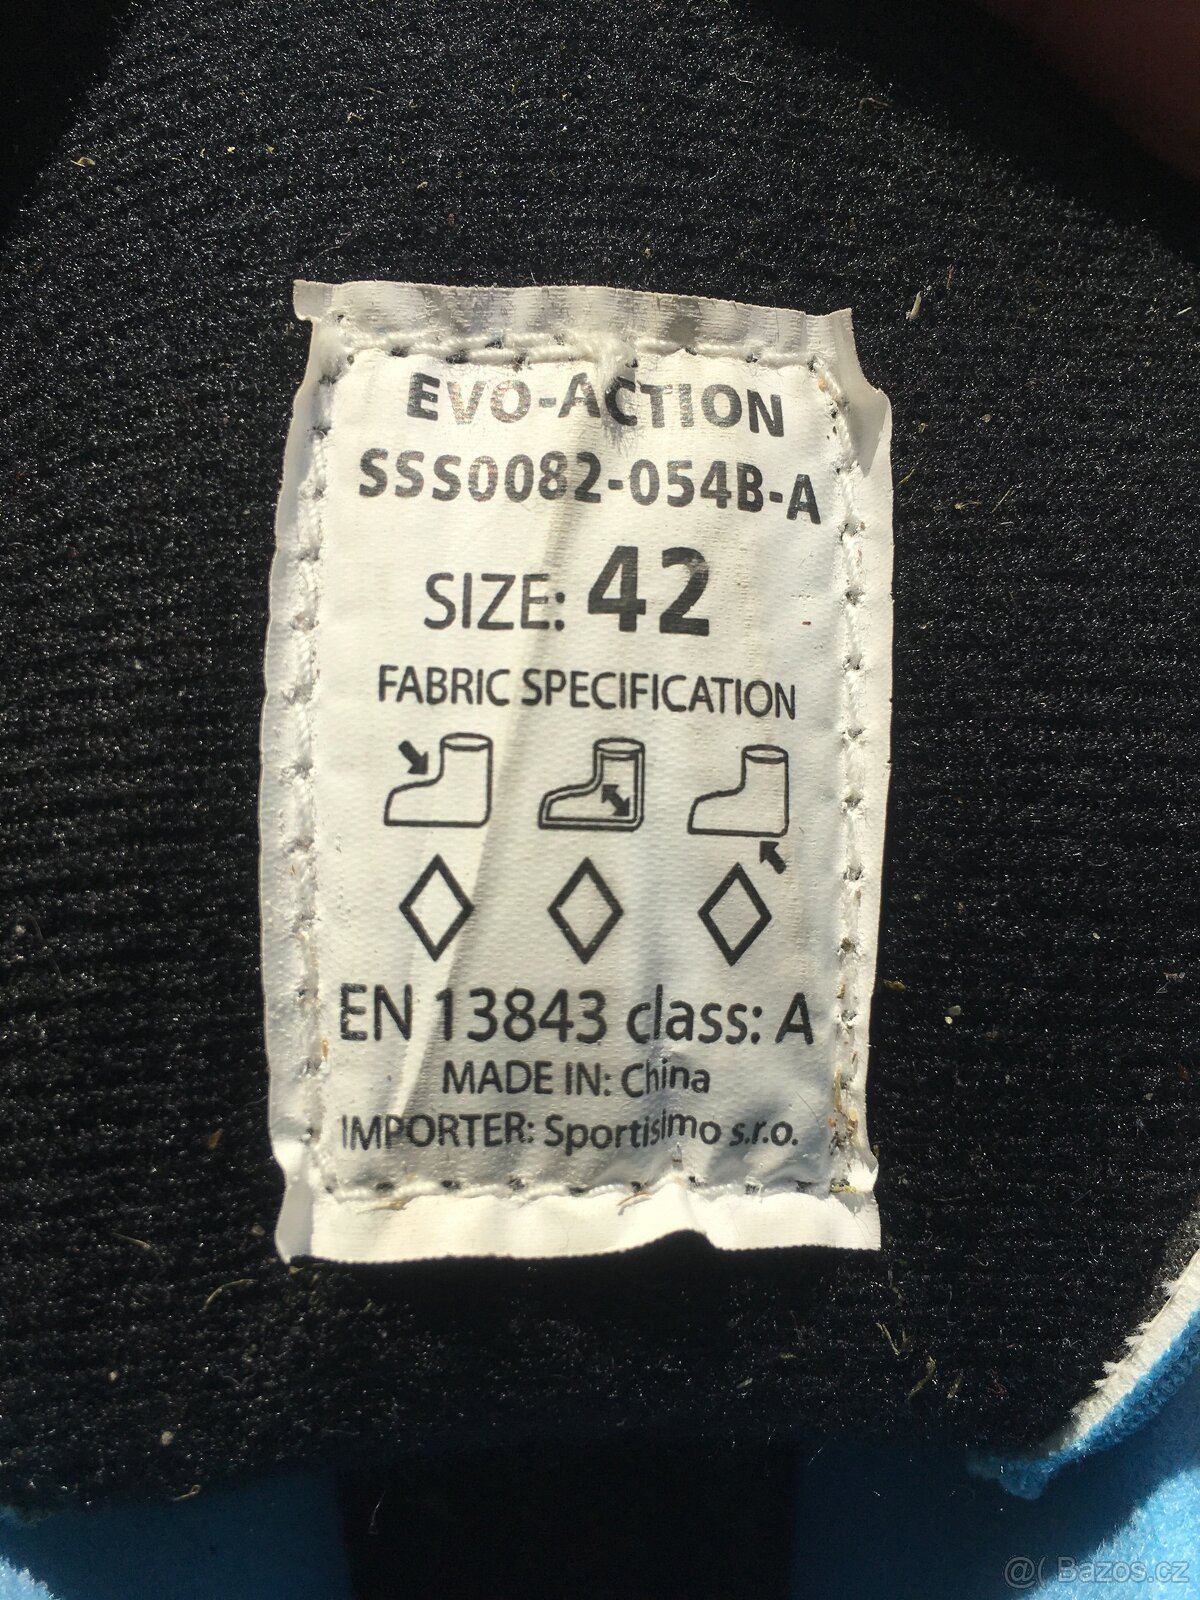 EVO-ACTION
SSS0082-054B-A
SIZE: 42
FABRIC SPECIFICATION
EN 13843 class: A
MADE IN: China
IMPORTER: Sportisimo s.r.o.
@( Bazos.cz